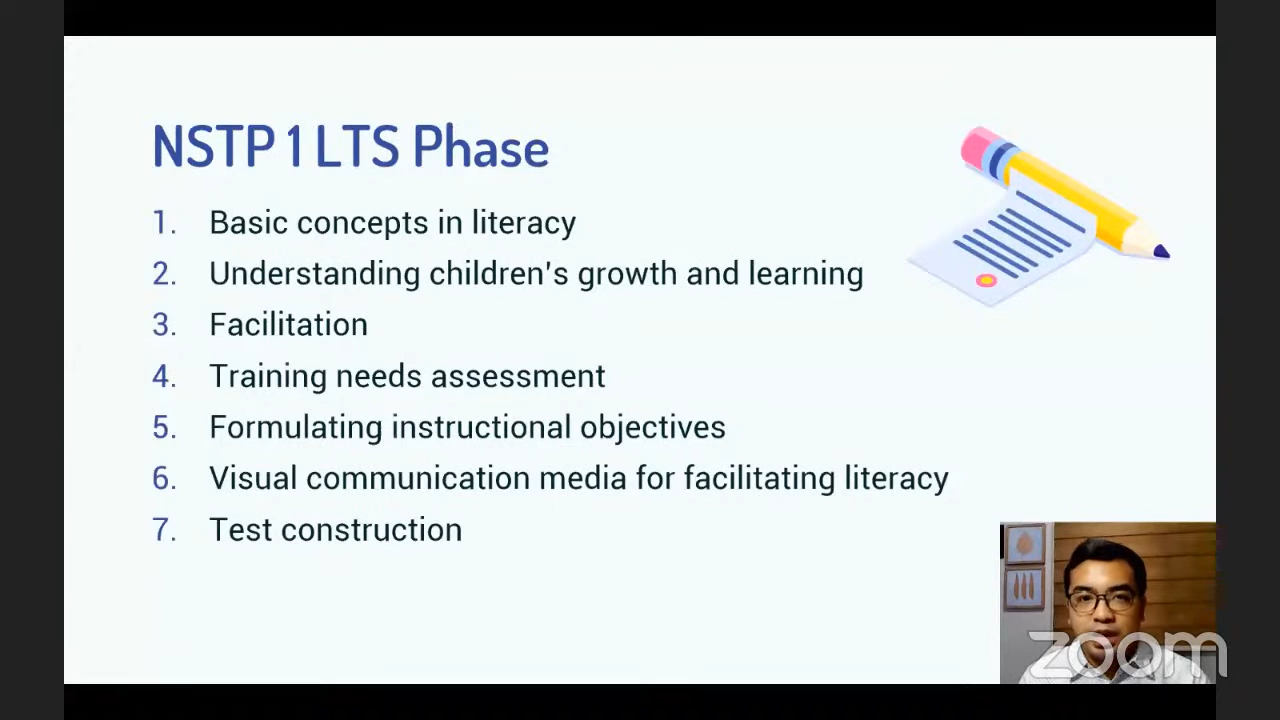 NSTP 1 LTS Phase
1. Basic concepts in literacy
2. Understanding children's growth and learning
3. Facilitation
4. Training needs assessment
5. Formulating instructional objectives
6. Visual communication media for facilitating literacy
7. Test construction
zoom